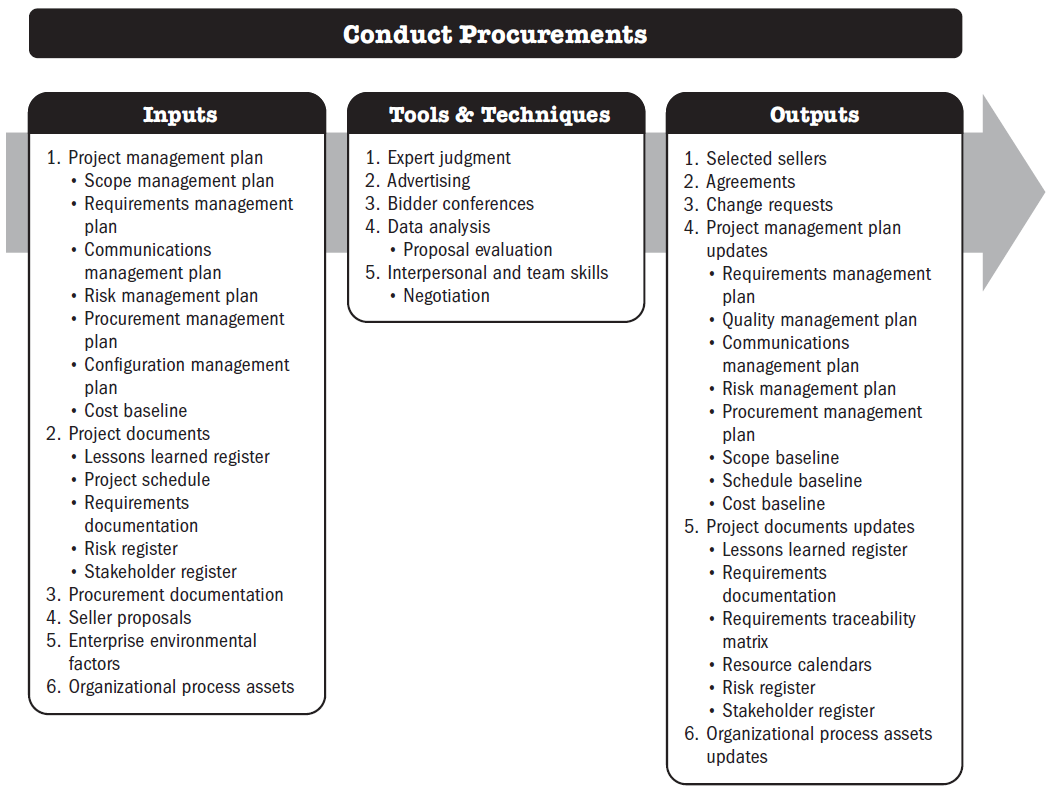 Conduct Procurements
Inputs
1. Project management plan
• Scope management plan
• Requirements management
plan
• Communications
management plan
• Risk management plan
• Procurement management
plan
• Configuration management
plan
• Cost baseline
2. Project documents
• Lessons learned register
• Project schedule
• Requirements
documentation
• Risk register
• Stakeholder register
3. Procurement documentation
4. Seller proposals
5. Enterprise environmental
factors
6. Organizational process assets
Tools & Techniques
1. Expert judgment
2. Advertising
3. Bidder conferences
4. Data analysis
• Proposal evaluation
5. Interpersonal and team skills
• Negotiation
Outputs
1. Selected sellers
2. Agreements
3. Change requests
4. Project management plan
updates
• Requirements management
plan
• Quality management plan
• Communications
management plan
• Risk management plan
• Procurement management
plan
• Scope baseline
• Schedule baseline
• Cost baseline
5. Project documents updates
• Lessons learned register
• Requirements
documentation
• Requirements traceability
matrix
• Resource calendars
• Risk register
• Stakeholder register
6. Organizational process assets
updates